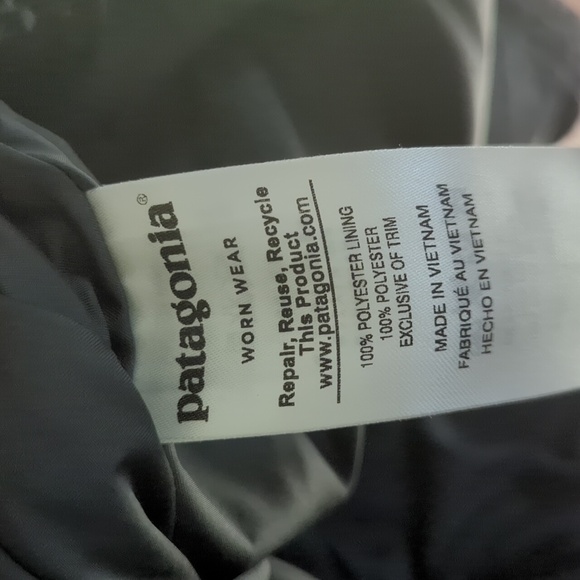 patagonia®
WORN WEAR
Repair, Reuse, Recycle
This Product
www.patagonia.com
100% POLYESTER LINING
100% POLYESTER
EXCLUSIVE OF TRIM
MADE IN VIETNAM
FABRIQUÉ AU VIETNAM
HECHO EN VIETNAM